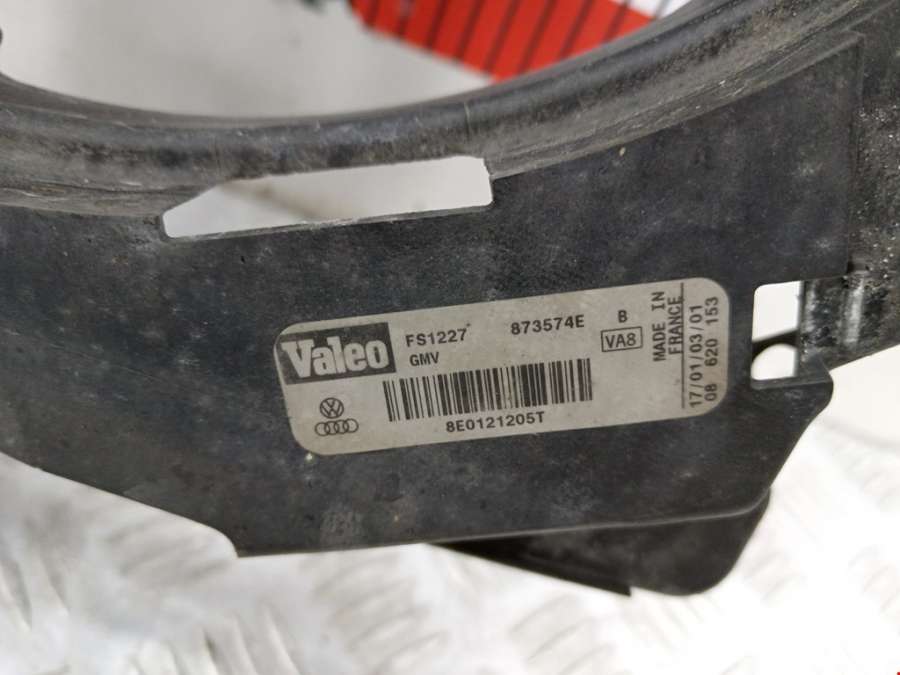 Valeo
FS1227 873574E B
GMV VA8
8E0121205T
MADE IN
FRANCE
17/01/03/01
08 620 153